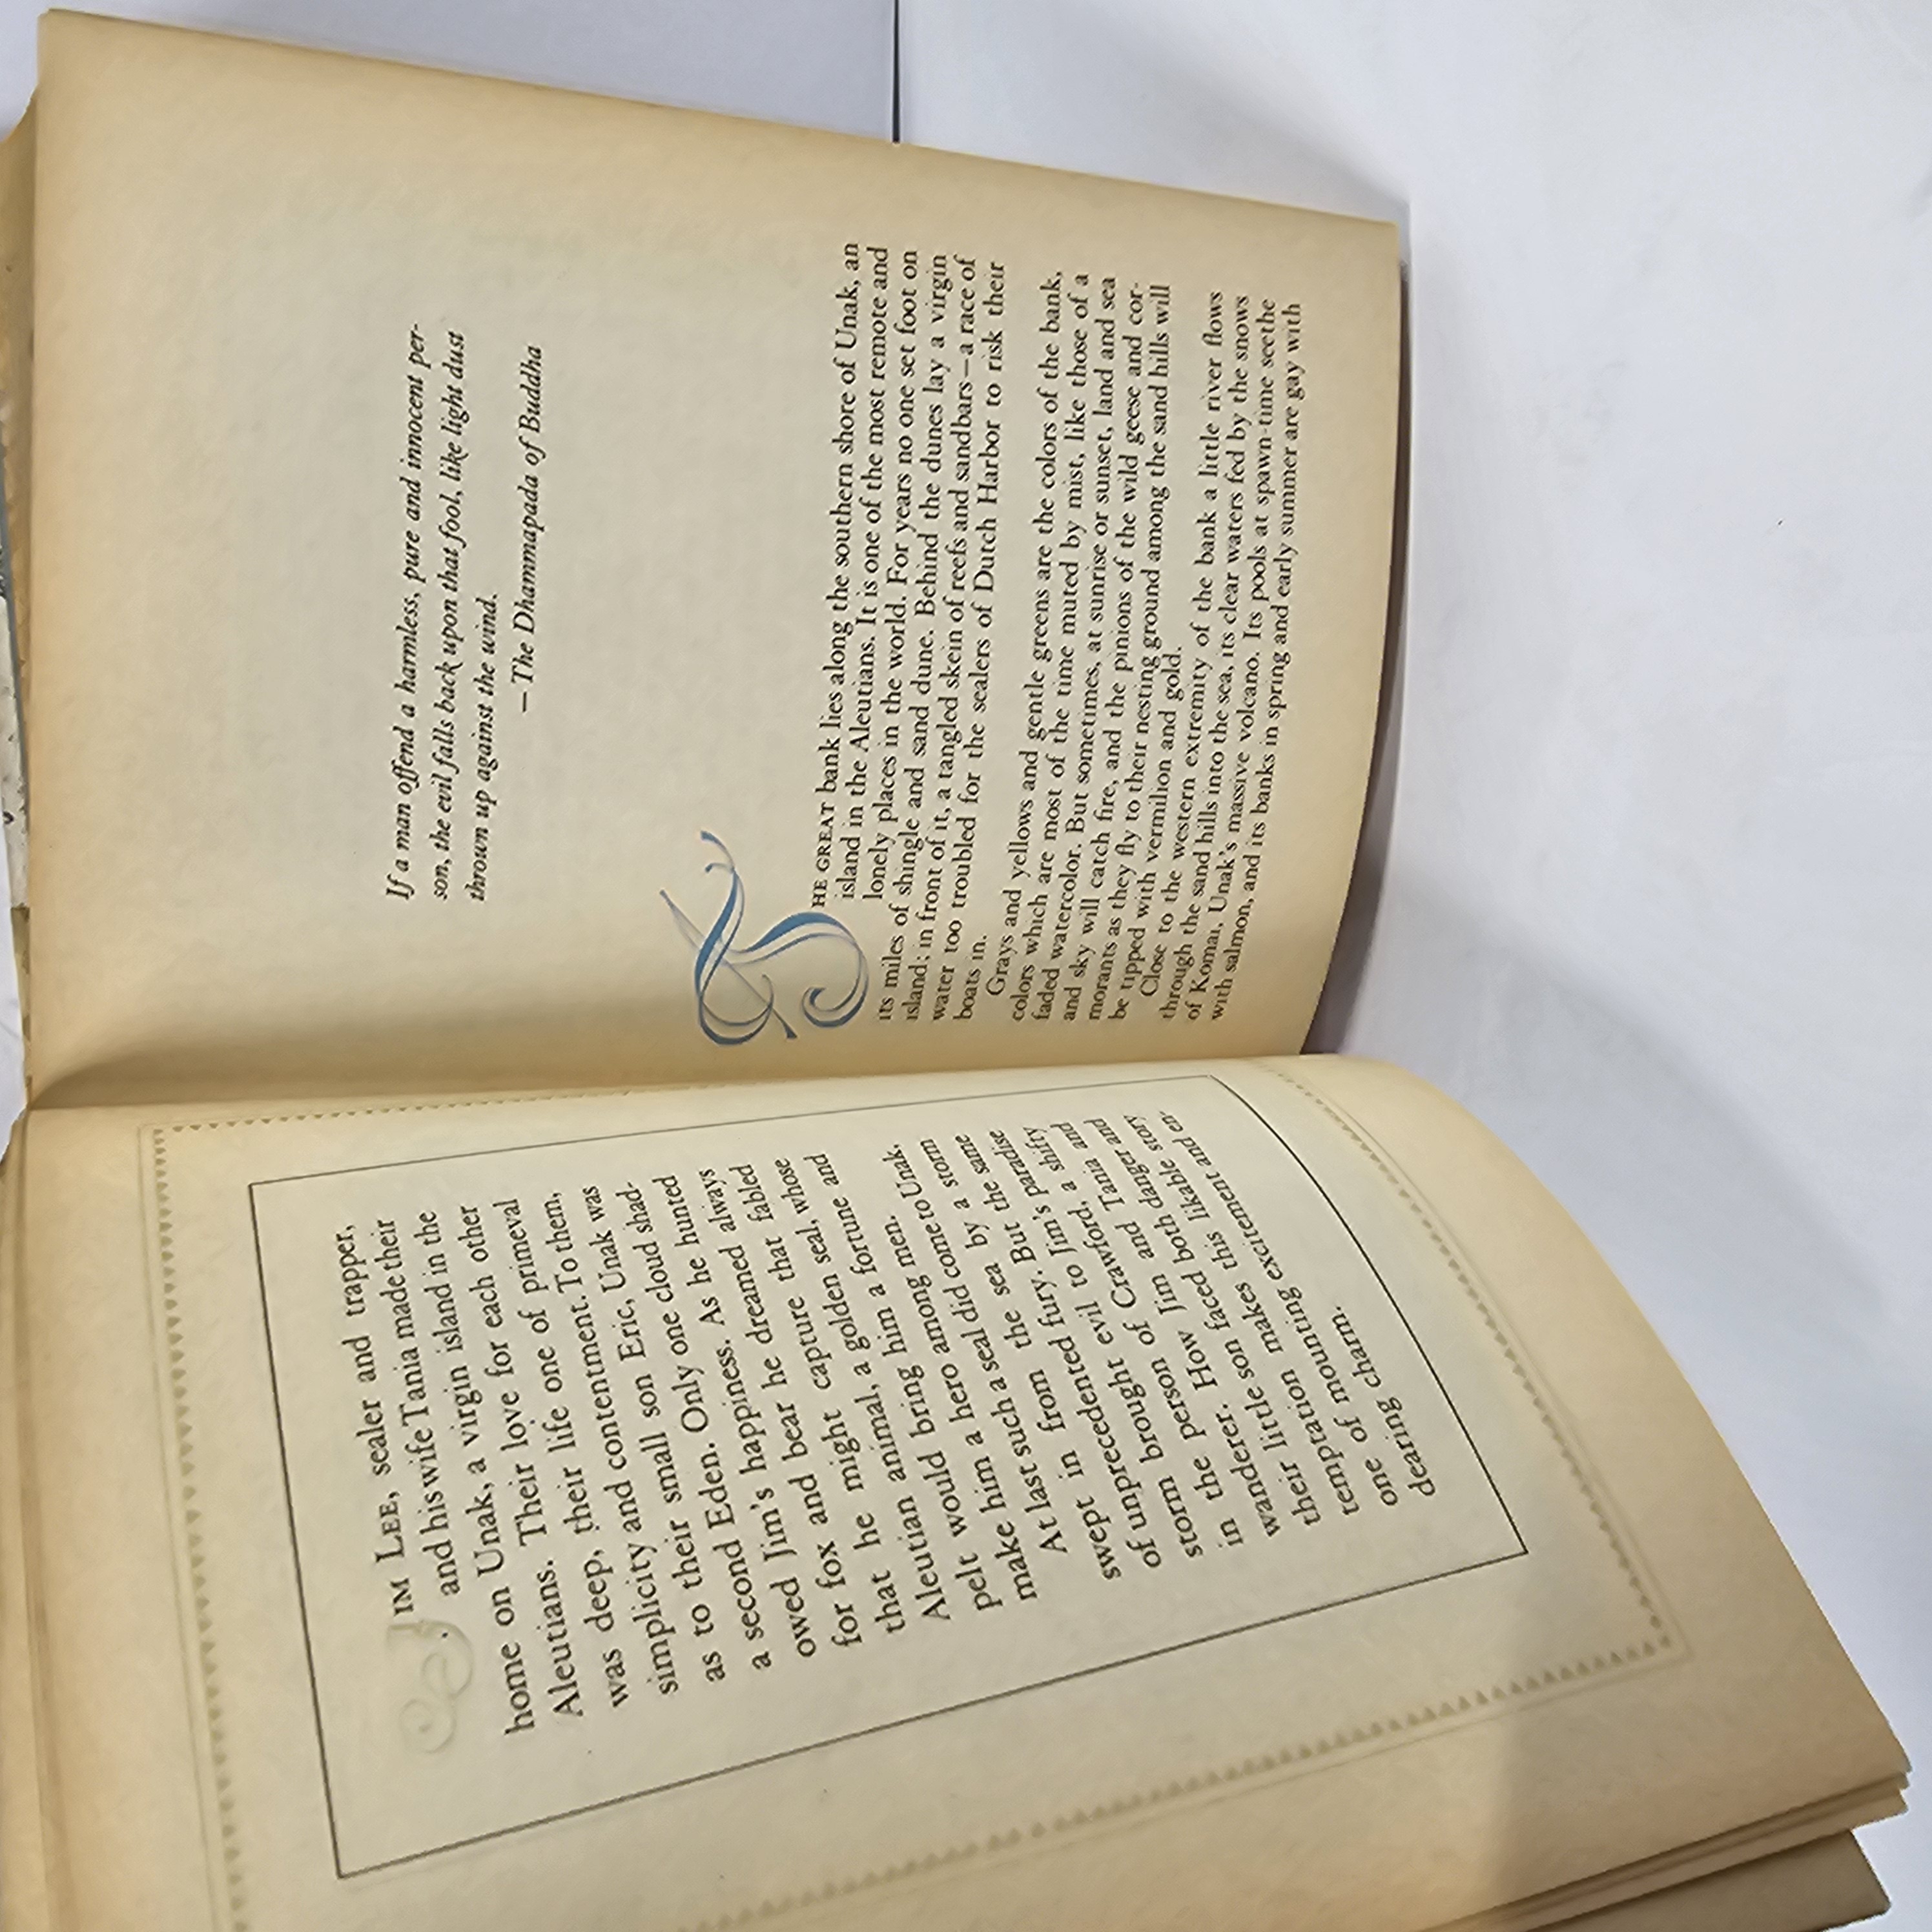 JIM LEE, sealer and trapper,
and his wife Tania made their
home on Unak, a virgin island in the
Aleutians. Their love for each other
was deep, their life one of primeval
simplicity and contentment. To them,
as to their small son Eric, Unak was
a second Eden. Only one cloud shad-
owed Jim's happiness. As he hunted
for fox and bear he dreamed always
that he might capture that fabled
Aleutian animal, a golden seal, whose
pelt would bring him a fortune and
make him a hero among men.
At last such a seal did come to Unak,
swept in from the sea by a storm
of unprecedented fury. But the same
storm brought evil to Jim's paradise
in the person of Crawford, a shifty
wanderer. How Jim and Tania and
their little son faced both danger and
temptation makes this likable story
one of mounting excitement and en-
dearing charm.
If a man offend a harmless, pure and innocent per-
son, the evil falls back upon that fool, like light dust
thrown up against the wind.
— The Dhammapada of Buddha
THE GREAT bank lies along the southern shore of Unak, an
island in the Aleutians. It is one of the most remote and
lonely places in the world. For years no one set foot on
its miles of shingle and sand dune. Behind the dunes lay a virgin
island; in front of it, a tangled skein of reefs and sandbars—a race of
water too troubled for the sealers of Dutch Harbor to risk their
boats in.
Grays and yellows and gentle greens are the colors of the bank,
colors which are most of the time muted by mist, like those of a
faded watercolor. But sometimes, at sunrise or sunset, land and sea
and sky will catch fire, and the pinions of the wild geese and cor-
morants as they fly to their nesting ground among the sand hills will
be tipped with vermilion and gold.
Close to the western extremity of the bank a little river flows
through the sand hills into the sea, its clear waters fed by the snows
of Komai, Unak's massive volcano. Its pools at spawn-time seethe
with salmon, and its banks in spring and early summer are gay with